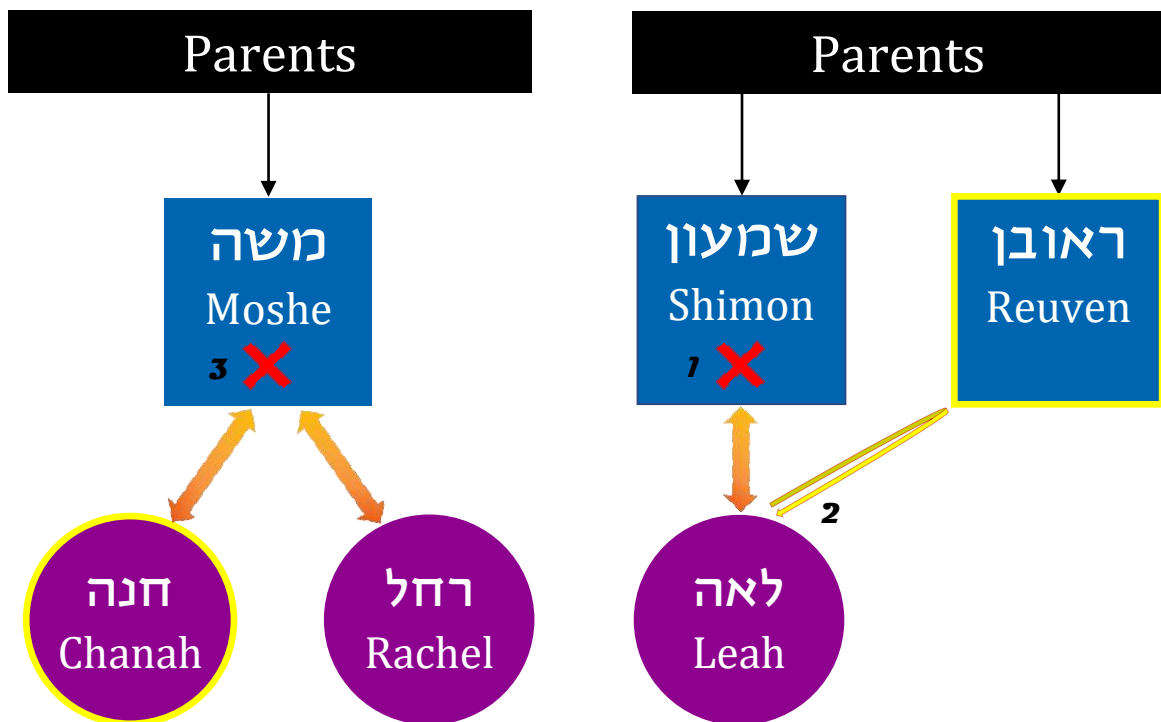 Parents
Parents
משה
Moshe
3
שמעון
Shimon
1
ראובן
Reuven
2
חנה
Chanah
רחל
Rachel
לאה
Leah